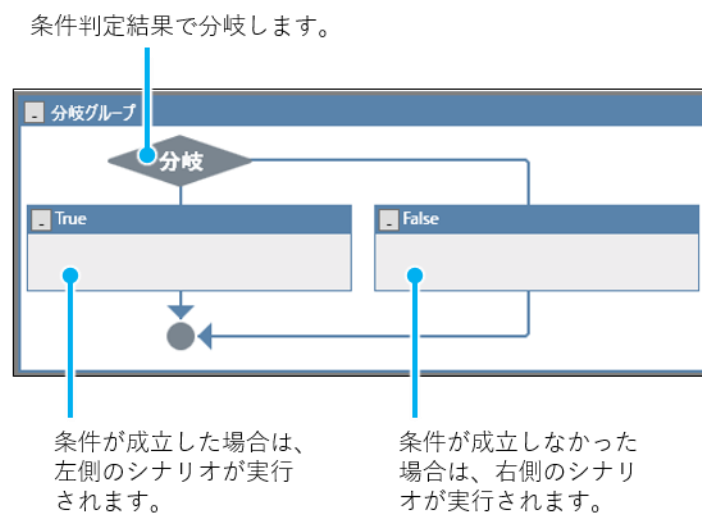 条件判定結果で分岐します。
分岐グループ
分岐
True
False
条件が成立した場合は、
左側のシナリオが実行
されます。
条件が成立しなかった
場合は、右側のシナリ
オが実行されます。